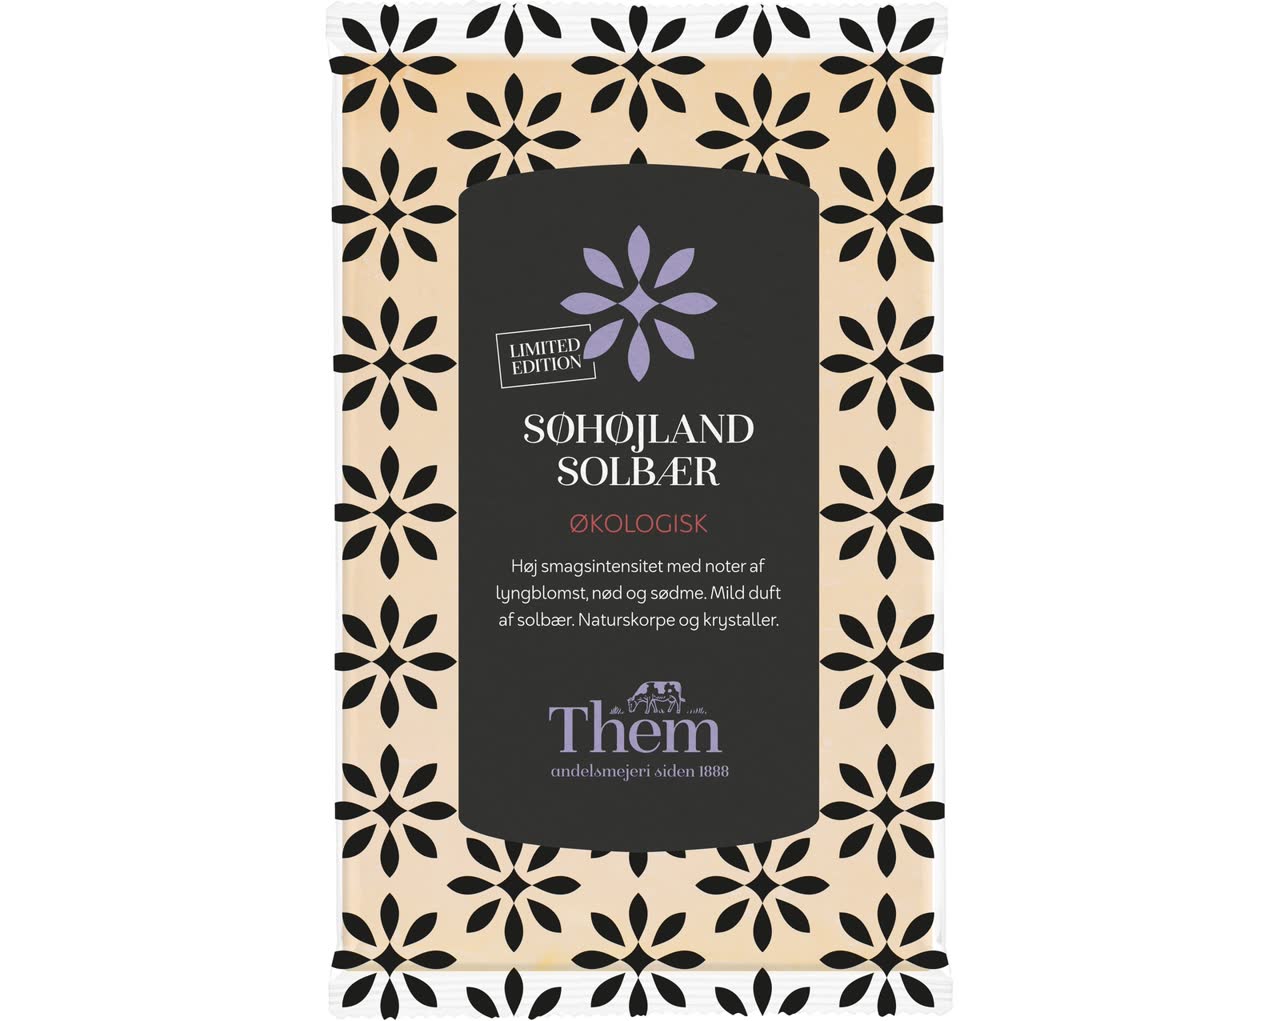 LIMITED
EDITION
SØHØJLAND
SOLBÆR
ØKOLOGISK
Høj smagsintensitet med noter af
lyngblomst, nød og sødme. Mild duft
af solbær. Naturskorpe og krystaller.
Them
andelsmejeri siden 1888